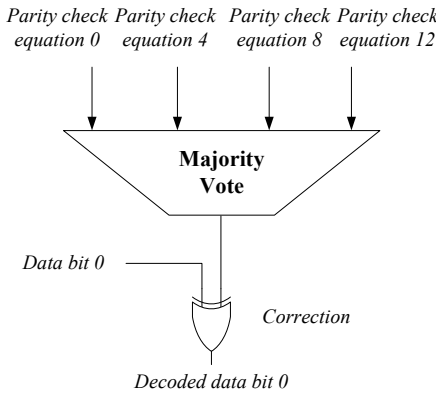 Parity check Parity check Parity check Parity check
equation 0 equation 4 equation 8 equation 12
Majority
Vote
Data bit 0
Correction
Decoded data bit 0